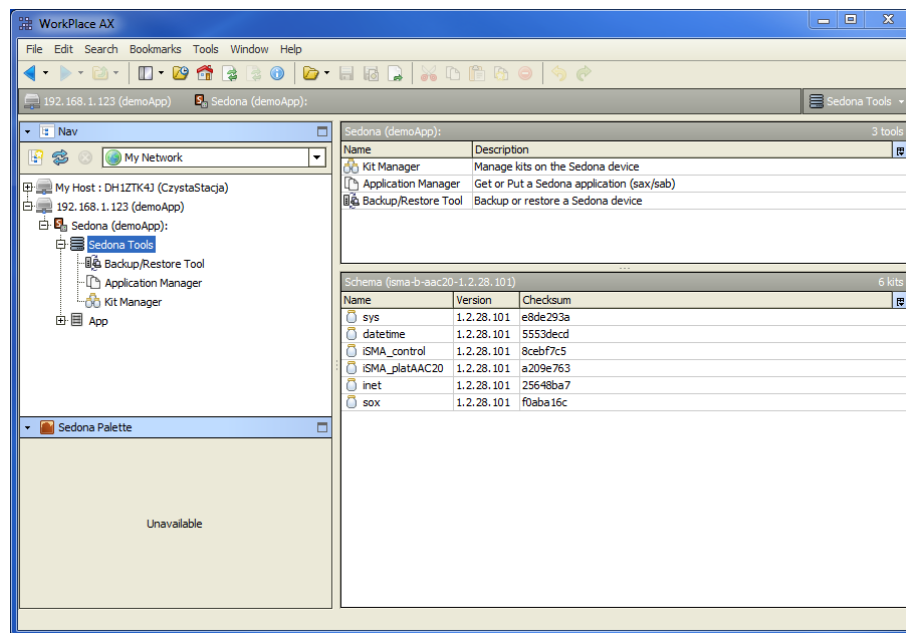 WorkPlace AX
File Edit Search Bookmarks Tools Window Help
192.168.1.123 (demoApp) Sedona (demoApp): Sedona Tools
Nav
My Network
My Host : DH1ZTK4J (CzystaStacja)
192.168.1.123 (demoApp)
Sedona (demoApp):
Sedona Tools
Backup/Restore Tool
Application Manager
Kit Manager
App
Sedona Palette
Unavailable
Sedona (demoApp): 3 tools
Name Description
Kit Manager Manage kits on the Sedona device
Application Manager Get or Put a Sedona application (sax/sab)
Backup/Restore Tool Backup or restore a Sedona device
Schema (isma-b-aac20-1.2.28.101) 6 kits
Name Version Checksum
sys 1.2.28.101 e8de293a
datetime 1.2.28.101 5553decd
iSMA_control 1.2.28.101 8cebf7c5
iSMA_platAAC20 1.2.28.101 a209e763
inet 1.2.28.101 25648ba7
sox 1.2.28.101 f0aba16c